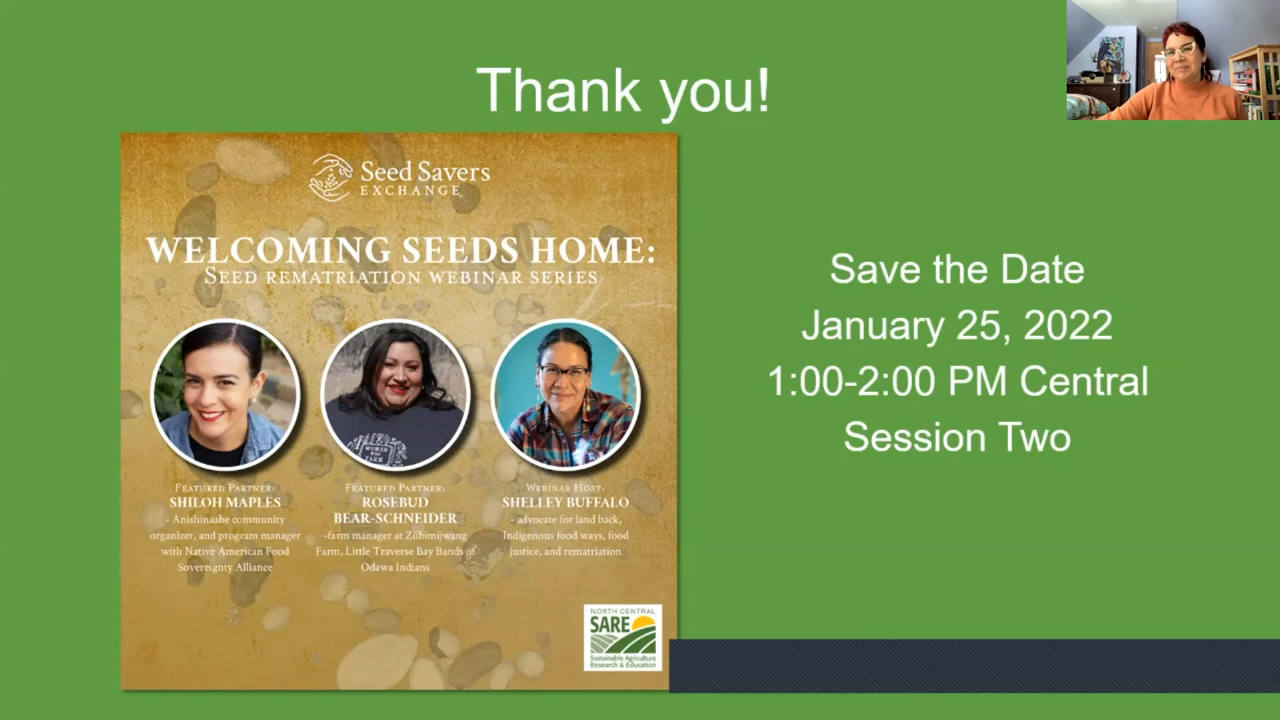 Thank you!
Seed Savers
EXCHANGE
WELCOMING SEEDS HOME:
SEED REMATRIATION WEBINAR SERIES
FEATURED PARTNER:
SHILOH MAPLES
- Anishinaabe community
organizer, and program manager
with Native American Food
Sovereignty Alliance
WOMEN
FARM
FEATURED PARTNER:
ROSEBUD
BEAR-SCHNEIDER
-farm manager at Ziibimijwang
Farm, Little Traverse Bay Bands of
Odawa Indians
WEBINAR HOST:
SHELLEY BUFFALO
- advocate for land back,
Indigenous food ways, food
justice, and rematriation
NORTH CENTRAL
SARE
Sustainable Agriculture
Research & Education
Save the Date
January 25, 2022
1:00-2:00 PM Central
Session Two